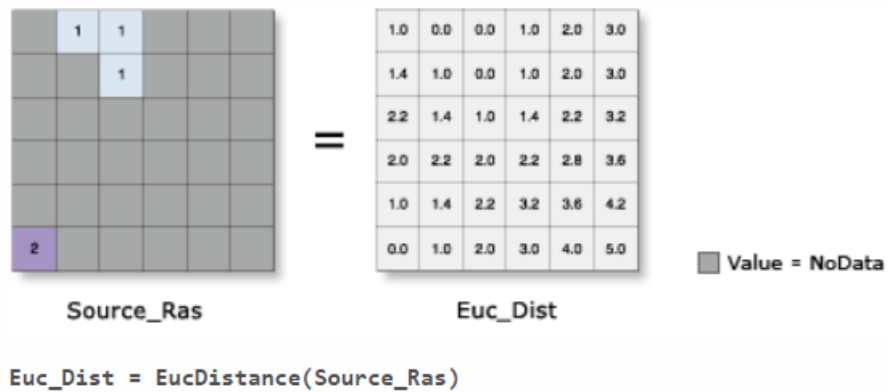 1 1
1
2
1.0 0.0 0.0 1.0 2.0 3.0
1.4 1.0 0.0 1.0 2.0 3.0
2.2 1.4 1.0 1.4 2.2 3.2
2.0 2.2 2.0 2.2 2.8 3.6
1.0 1.4 2.2 3.2 3.6 4.2
0.0 1.0 2.0 3.0 4.0 5.0
=
Value = NoData
Source_Ras
Euc_Dist
Euc_Dist = EucDistance(Source_Ras)